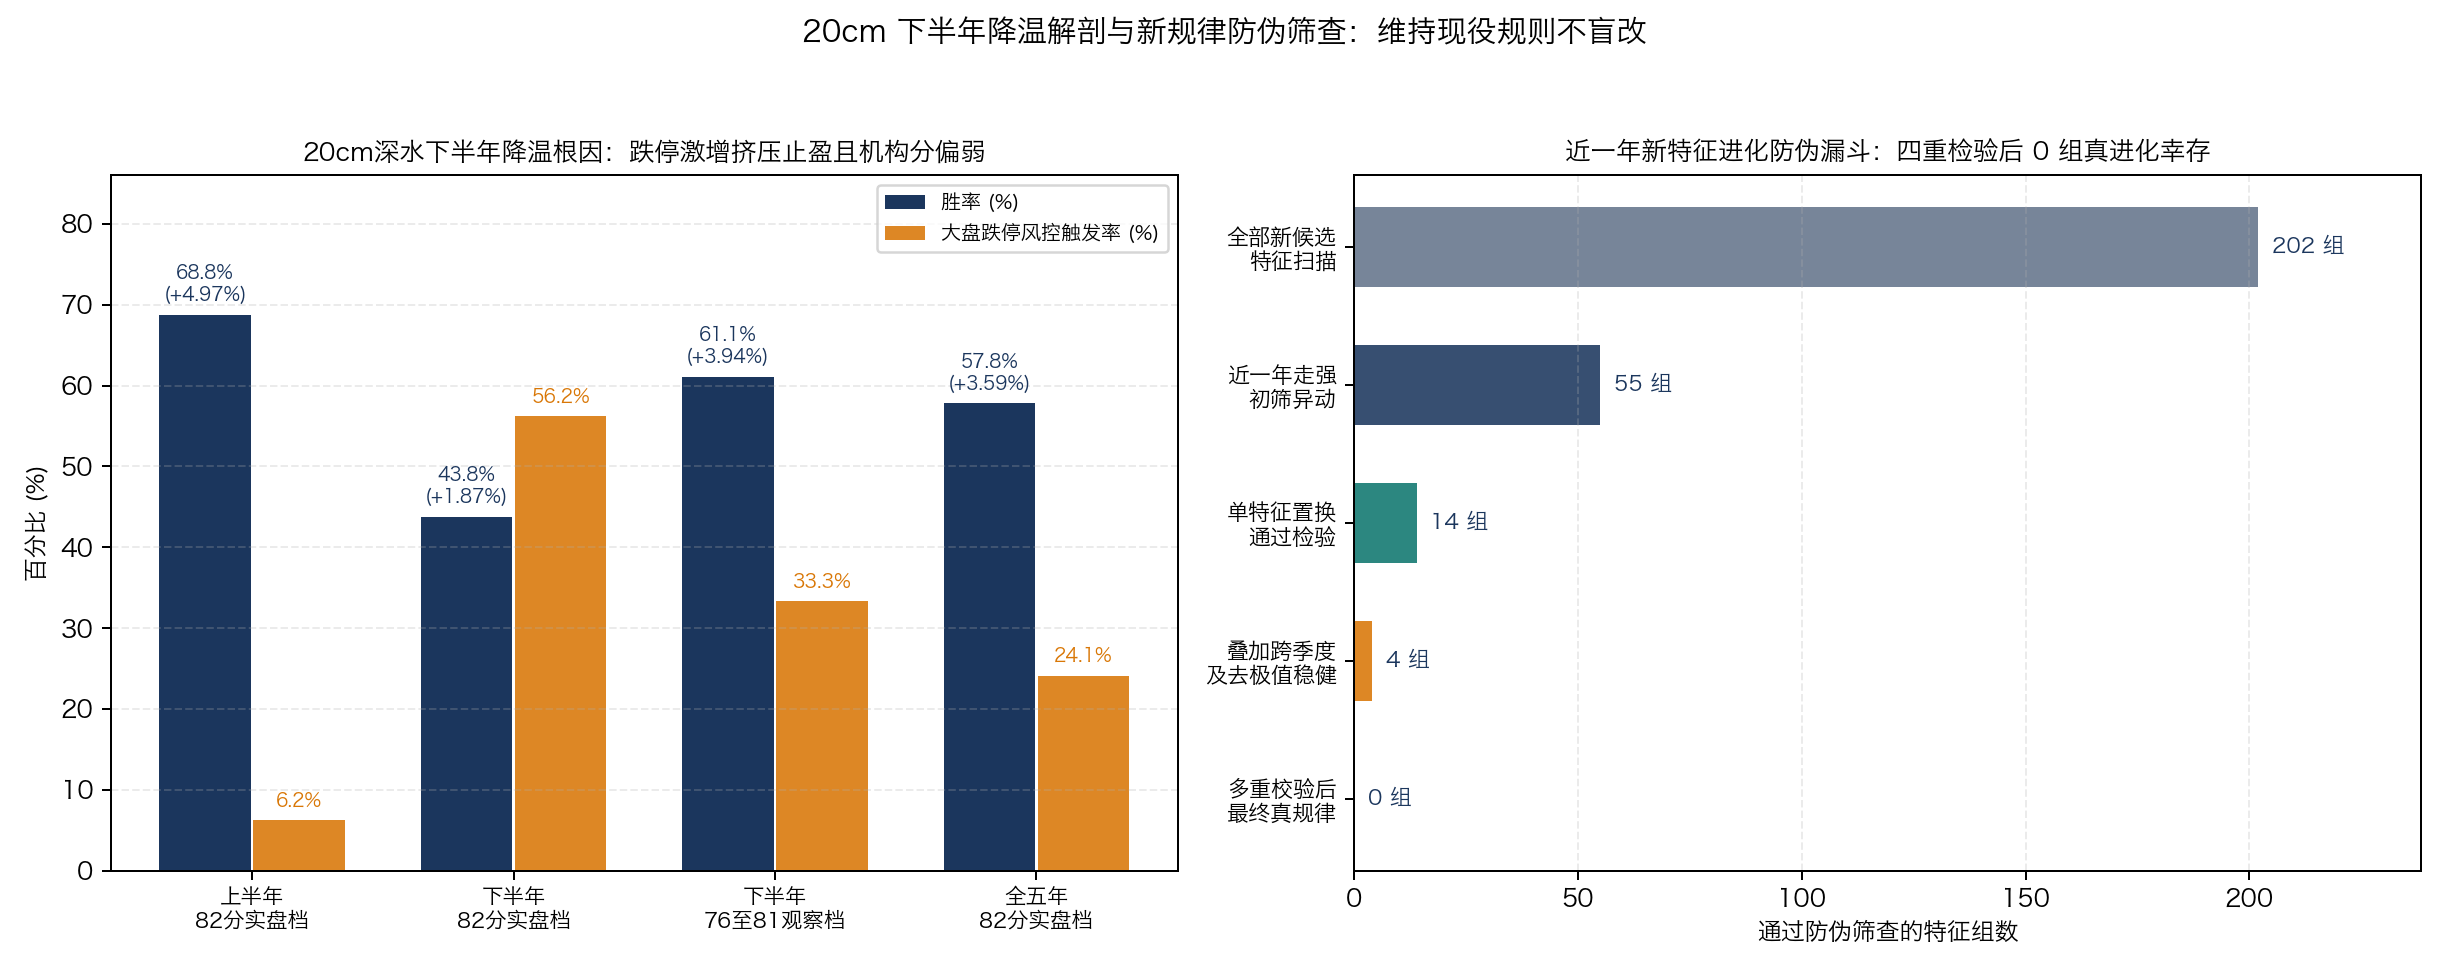 20cm 下半年降温解剖与新规律防伪筛查：维持现役规则不盲改
20cm深水下半年降温根因：跌停激增挤压止盈且机构分偏弱
胜率 (%)
大盘跌停风控触发率 (%)
百分比 (%)
80
70
60
50
40
30
20
10
0
68.8%
(+4.97%)
6.2%
43.8%
(+1.87%)
56.2%
61.1%
(+3.94%)
33.3%
57.8%
(+3.59%)
24.1%
上半年
82分实盘档
下半年
82分实盘档
下半年
76至81观察档
全五年
82分实盘档
近一年新特征进化防伪漏斗：四重检验后 0 组真进化幸存
全部新候选
特征扫描
202 组
近一年走强
初筛异动
55 组
单特征置换
通过检验
14 组
叠加跨季度
及去极值稳健
4 组
多重校验后
最终真规律
0 组
0
50
100
150
200
通过防伪筛查的特征组数